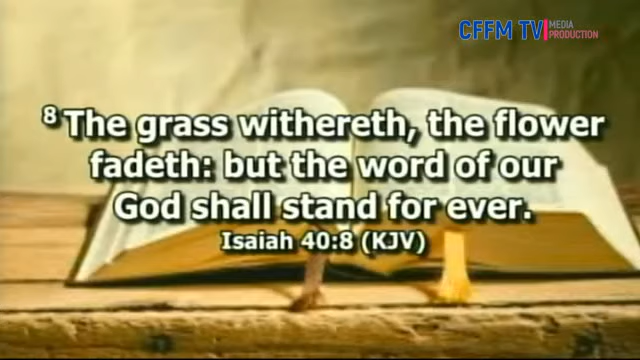 CFFM TV MEDIA
PRODUCTION
8 The grass withereth, the flower
fadeth: but the word of our
God shall stand for ever.
Isaiah 40:8 (KJV)